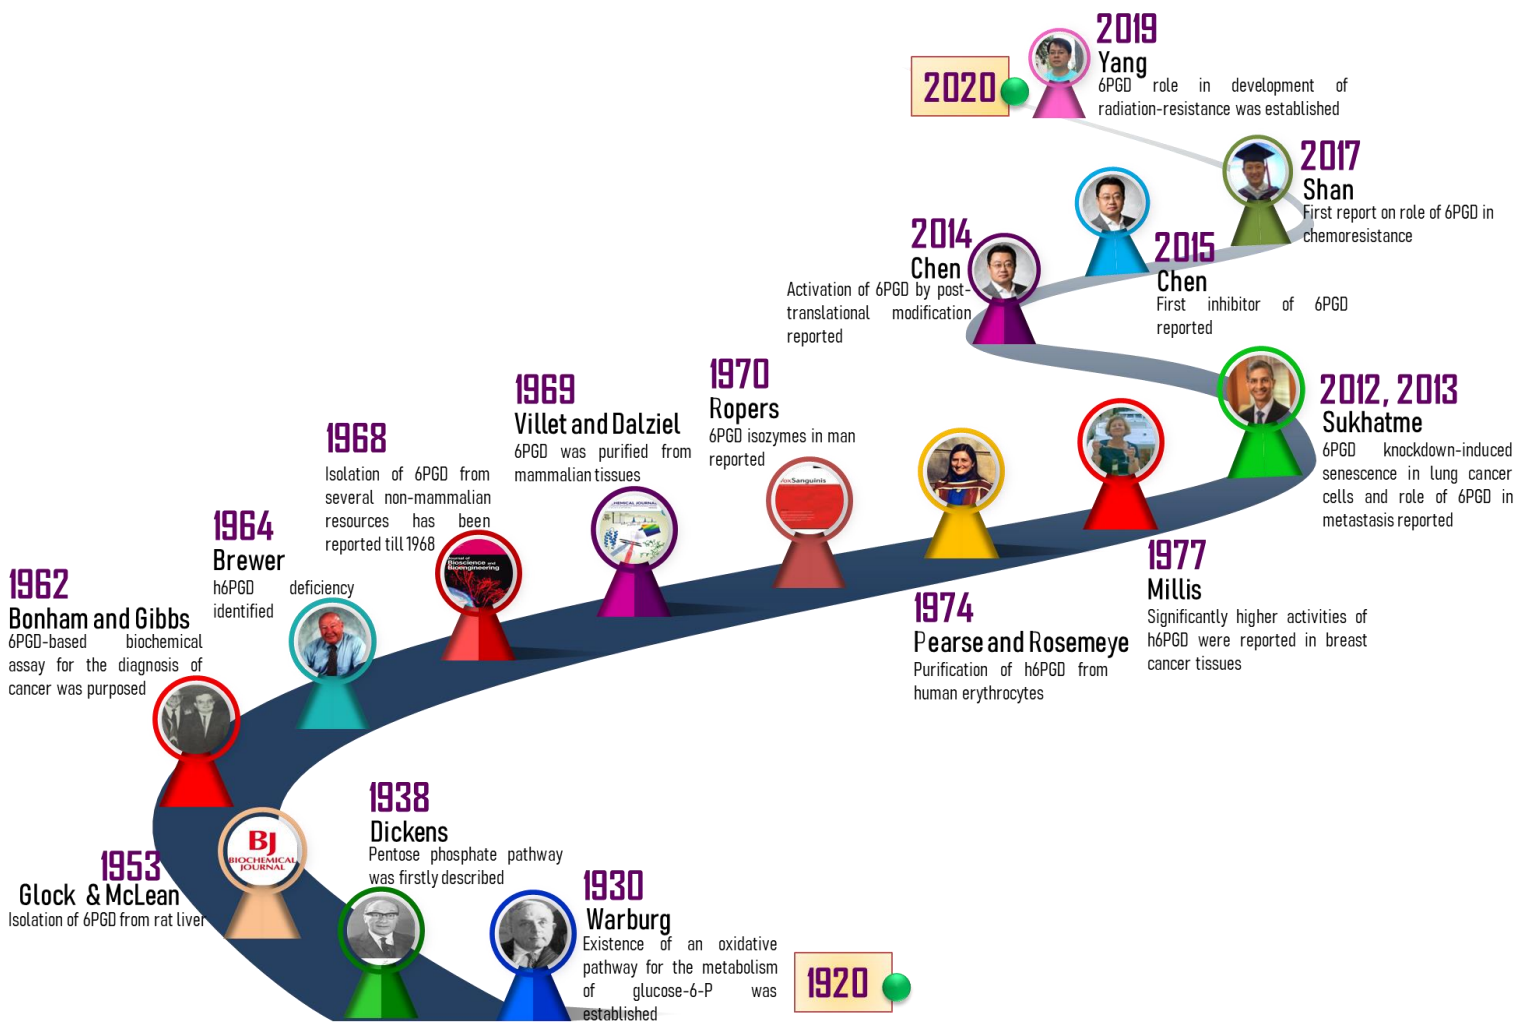 2019
Yang
6PGD role in development of
radiation-resistance was established
2020
2017
Shan
First report on role of 6PGD in
chemoresistance
2014
Chen
Activation of 6PGD by post-
translational modification
reported
2015
Chen
First inhibitor of 6PGD
reported
2012, 2013
Sukhatme
6PGD knockdown-induced
senescence in lung cancer
cells and role of 6PGD in
metastasis reported
1970
Ropers
6PGD isozymes in man
reported
1969
Villet and Dalziel
6PGD was purified from
mammalian tissues
1968
Isolation of 6PGD from
several non-mammalian
resources has been
reported till 1968
1964
Brewer
h6PGD deficiency
identified
1962
Bonham and Gibbs
6PGD-based biochemical
assay for the diagnosis of
cancer was purposed
Journal of
Bioscience and
Bioengineering
Sanguinis
1977
Millis
Significantly higher activities of
h6PGD were reported in breast
cancer tissues
1974
Pearse and Rosemeye
Purification of h6PGD from
human erythrocytes
1938
Dickens
Pentose phosphate pathway
was firstly described
BJ
BIOCHEMICAL
JOURNAL
1953
Glock & McLean
Isolation of 6PGD from rat liver
1930
Warburg
Existence of an oxidative
pathway for the metabolism
of glucose-6-P was
established
1920